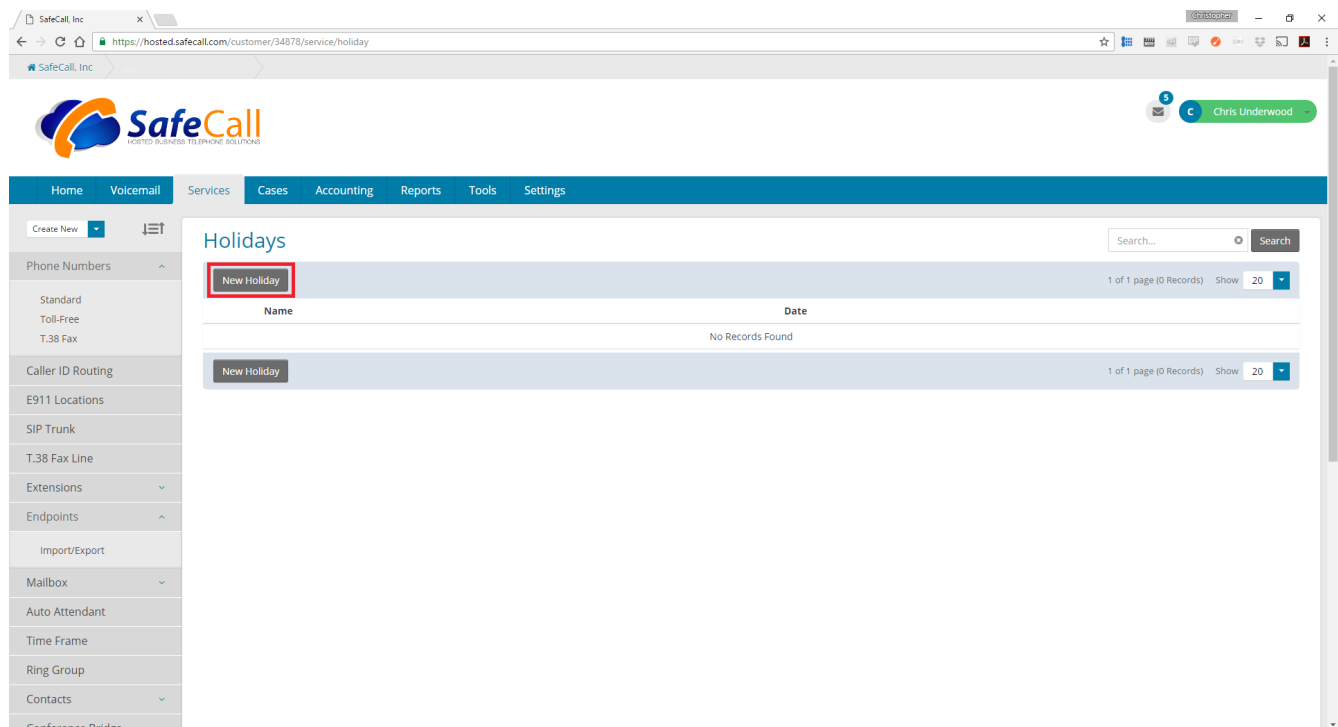 SafeCall, Inc
Christopher
https://hosted.safecall.com/customer/34878/service/holiday
SafeCall, Inc
SafeCall
HOSTED BUSINESS TELEPHONE SOLUTIONS
5
C Chris Underwood
Home Voicemail Services Cases Accounting Reports Tools Settings
Create New
Phone Numbers
Standard
Toll-Free
T.38 Fax
Caller ID Routing
E911 Locations
SIP Trunk
T.38 Fax Line
Extensions
Endpoints
Import/Export
Mailbox
Auto Attendant
Time Frame
Ring Group
Contacts
Conference Bridge
Holidays
Search... Search
New Holiday 1 of 1 page (0 Records) Show 20
Name Date
No Records Found
New Holiday 1 of 1 page (0 Records) Show 20